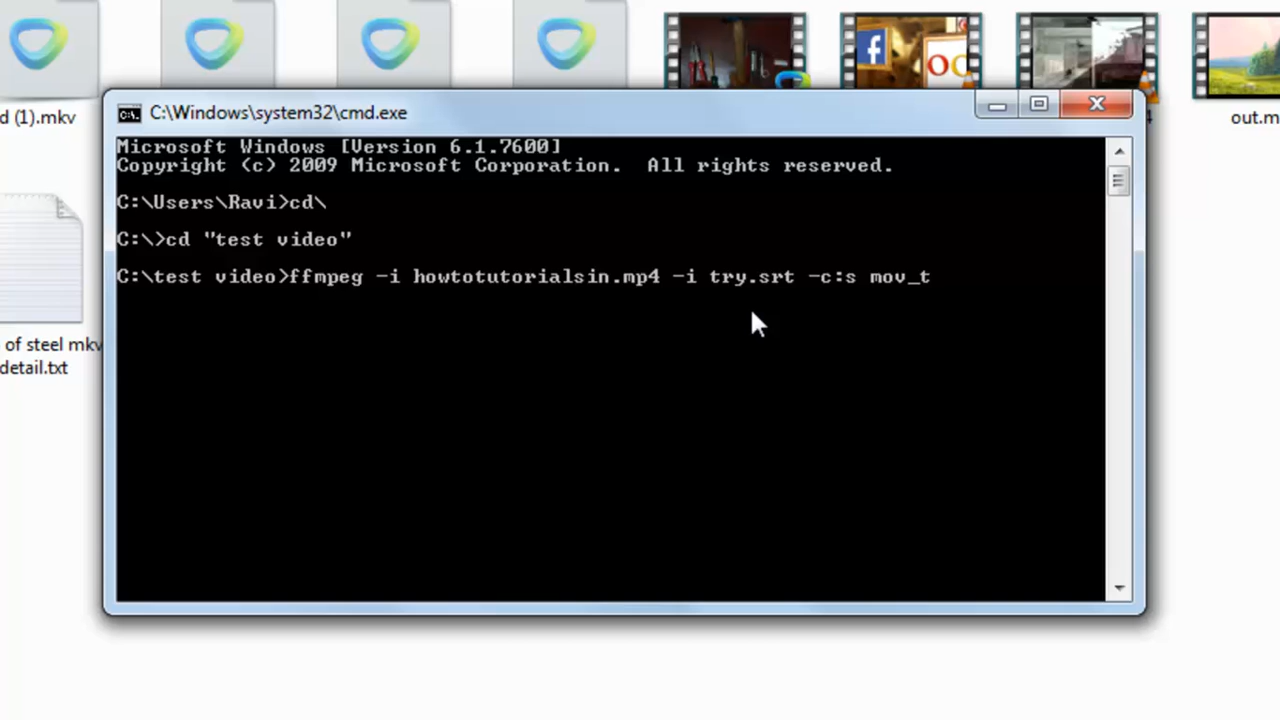 d (1).mkv
out.m
C:\Windows\system32\cmd.exe
Microsoft Windows [Version 6.1.7600]
Copyright (c) 2009 Microsoft Corporation.  All rights reserved.
C:\Users\Ravi>cd\
C:\>cd "test video"
C:\test video>ffmpeg -i howtotutorialsin.mp4 -i try.srt -c:s mov_t
of steel mkv
detail.txt